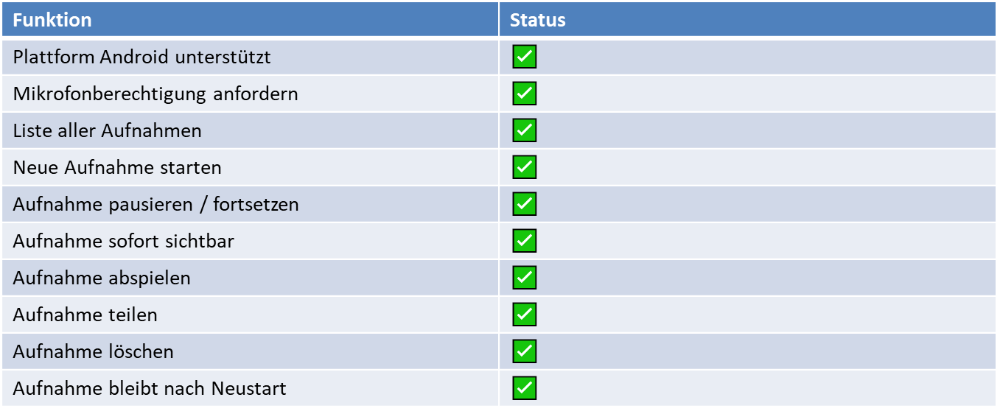 Funktion Status
Plattform Android unterstützt ✅
Mikrofonberechtigung anfordern ✅
Liste aller Aufnahmen ✅
Neue Aufnahme starten ✅
Aufnahme pausieren / fortsetzen ✅
Aufnahme sofort sichtbar ✅
Aufnahme abspielen ✅
Aufnahme teilen ✅
Aufnahme löschen ✅
Aufnahme bleibt nach Neustart ✅